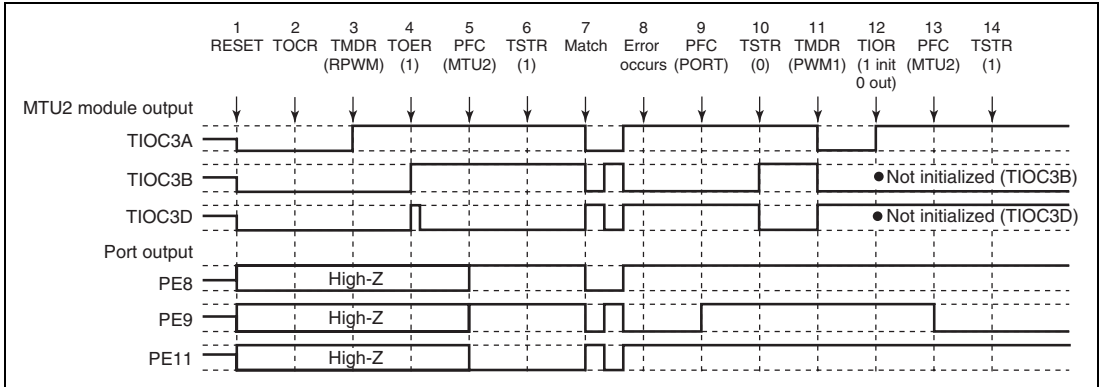 1 2 3 4 5 6 7 8 9 10 11 12 13 14
RESET TOCR TMDR TOER PFC TSTR Match Error PFC TSTR TMDR TIOR PFC TSTR
(RPWM) (1) (MTU2) (1) occurs (PORT) (0) (PWM1) (1 init (MTU2) (1)
0 out)
MTU2 module output
TIOC3A
TIOC3B
● Not initialized (TIOC3B)
TIOC3D
● Not initialized (TIOC3D)
Port output
PE8
High-Z
PE9
High-Z
PE11
High-Z